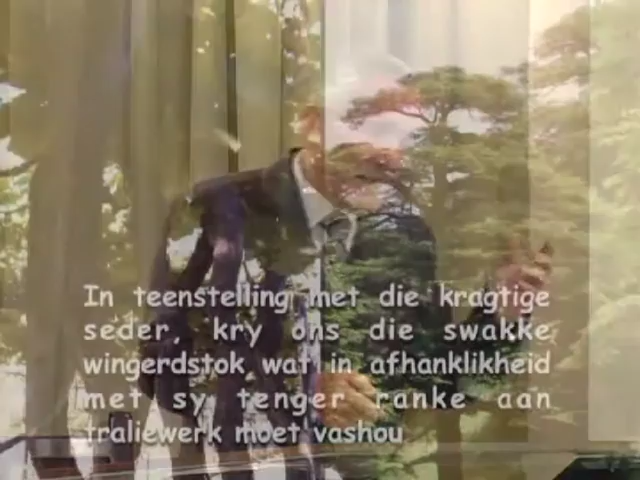 In teenstelling met die kragtige
seder, kry ons die swakke
wingerdstok wat in afhanklikheid
met sy tenger ranke aan
traliewerk moet vashou